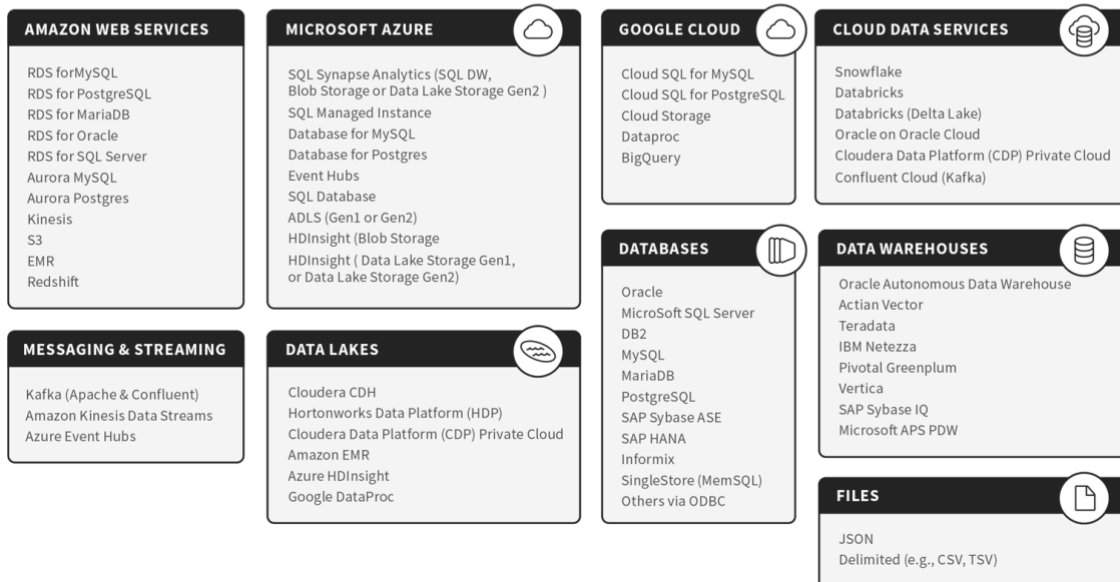 AMAZON WEB SERVICES
RDS forMySQL
RDS for PostgreSQL
RDS for MariaDB
RDS for Oracle
RDS for SQL Server
Aurora MySQL
Aurora Postgres
Kinesis
S3
EMR
Redshift
MICROSOFT AZURE
SQL Synapse Analytics (SQL DW,
Blob Storage or Data Lake Storage Gen2 )
SQL Managed Instance
Database for MySQL
Database for Postgres
Event Hubs
SQL Database
ADLS (Gen1 or Gen2)
HDInsight (Blob Storage
HDInsight ( Data Lake Storage Gen1,
or Data Lake Storage Gen2)
GOOGLE CLOUD
Cloud SQL for MySQL
Cloud SQL for PostgreSQL
Cloud Storage
Dataproc
BigQuery
CLOUD DATA SERVICES
Snowflake
Databricks
Databricks (Delta Lake)
Oracle on Oracle Cloud
Cloudera Data Platform (CDP) Private Cloud
Confluent Cloud (Kafka)
MESSAGING & STREAMING
Kafka (Apache & Confluent)
Amazon Kinesis Data Streams
Azure Event Hubs
DATA LAKES
Cloudera CDH
Hortonworks Data Platform (HDP)
Cloudera Data Platform (CDP) Private Cloud
Amazon EMR
Azure HDInsight
Google DataProc
DATABASES
Oracle
MicroSoft SQL Server
DB2
MySQL
MariaDB
PostgreSQL
SAP Sybase ASE
SAP HANA
Informix
SingleStore (MemSQL)
Others via ODBC
DATA WAREHOUSES
Oracle Autonomous Data Warehouse
Actian Vector
Teradata
IBM Netezza
Pivotal Greenplum
Vertica
SAP Sybase IQ
Microsoft APS PDW
FILES
JSON
Delimited (e.g., CSV, TSV)